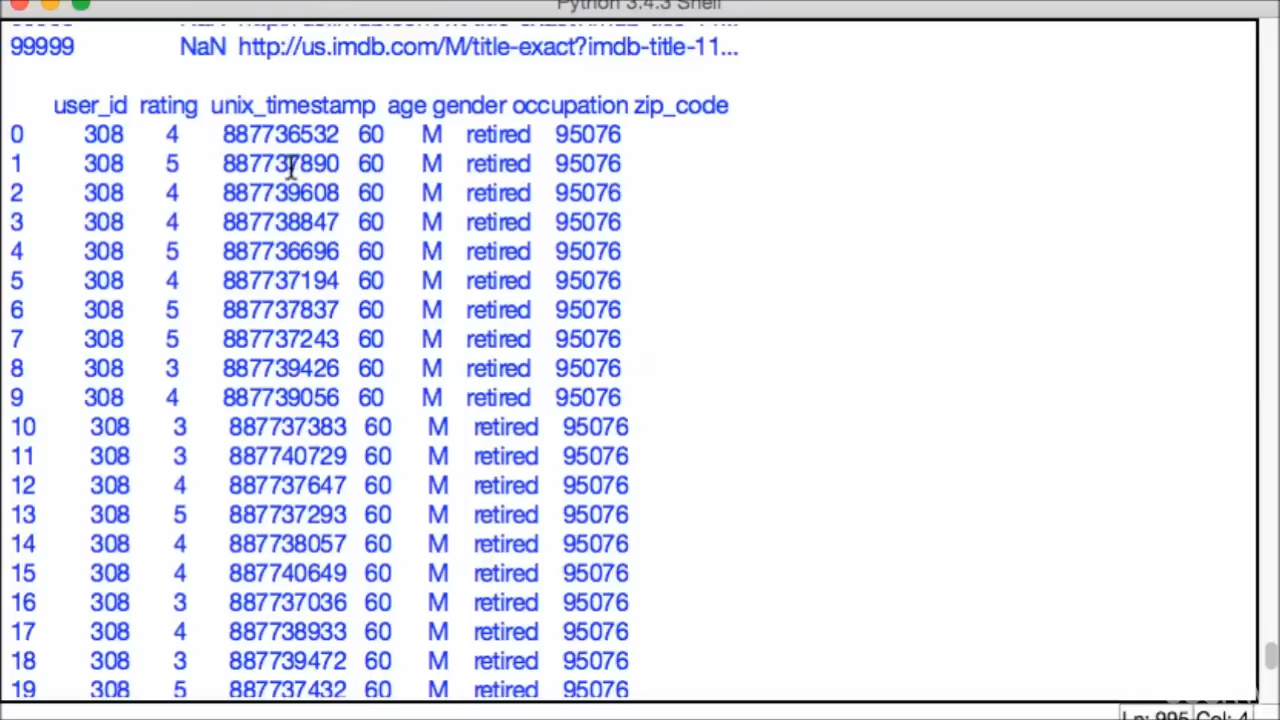 Python 3.4.3 Shell
99999 NaN http://us.imdb.com/M/title-exact?imdb-title-11...
user_id rating unix_timestamp age gender occupation zip_code
0 308 4 887736532 60 M retired 95076
1 308 5 887737890 60 M retired 95076
2 308 4 887739608 60 M retired 95076
3 308 4 887738847 60 M retired 95076
4 308 5 887736696 60 M retired 95076
5 308 4 887737194 60 M retired 95076
6 308 5 887737837 60 M retired 95076
7 308 5 887737243 60 M retired 95076
8 308 3 887739426 60 M retired 95076
9 308 4 887739056 60 M retired 95076
10 308 3 887737383 60 M retired 95076
11 308 3 887740729 60 M retired 95076
12 308 4 887737647 60 M retired 95076
13 308 5 887737293 60 M retired 95076
14 308 4 887738057 60 M retired 95076
15 308 4 887740649 60 M retired 95076
16 308 3 887737036 60 M retired 95076
17 308 4 887738933 60 M retired 95076
18 308 3 887739472 60 M retired 95076
19 308 5 887737432 60 M retired 95076
Ln: 995 Col: 4